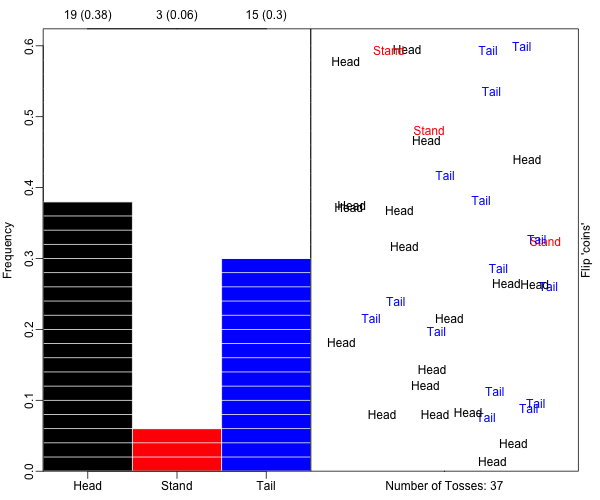 19 (0.38) 3 (0.06) 15 (0.3)
Frequency
0.6
0.5
0.4
0.3
0.2
0.1
0.0
Head Stand Tail
Stand Head Tail Tail
Head
Tail
Stand
Head
Head
Tail
Tail
Head Head
Head
Tail Stand
Head
Tail
Head Head Tail
Tail
Tail Head
Tail
Head
Head
Head
Tail
Tail
Tail
Head Head Head
Tail
Head
Head
Number of Tosses: 37
Flip 'coins'